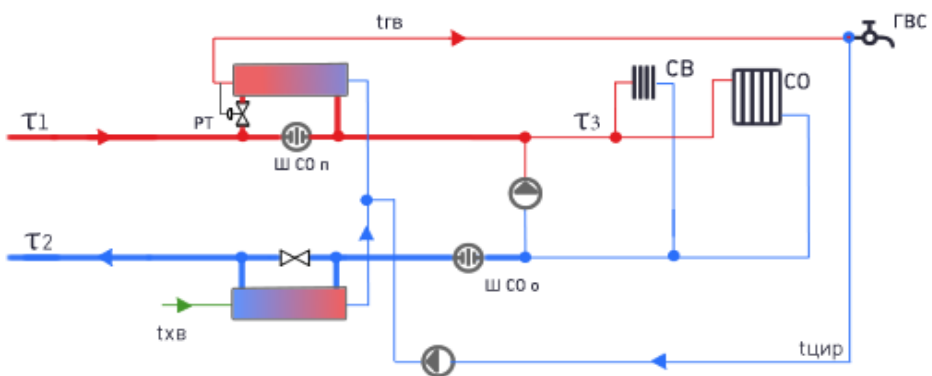 tгв
ГВС
СВ
СО
РТ
τ1
τ3
Ш СО п
τ2
Ш СО о
tхв
tцир